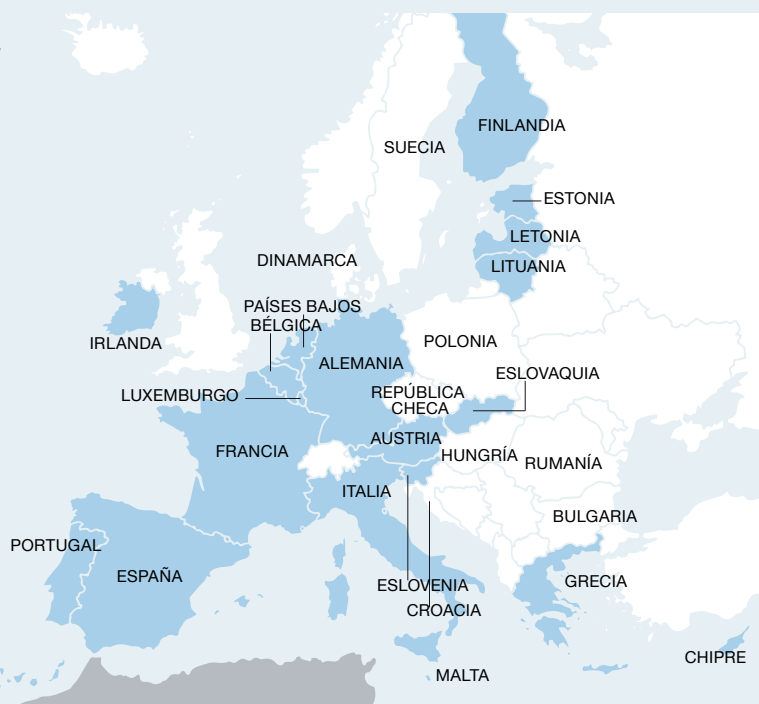 FINLANDIA
SUECIA
ESTONIA
LETONIA
DINAMARCA
LITUANIA
PAÍSES BAJOS
BÉLGICA
IRLANDA
POLONIA
ALEMANIA
ESLOVAQUIA
LUXEMBURGO
REPÚBLICA
CHECA
AUSTRIA
FRANCIA
HUNGRÍA
RUMANÍA
ITALIA
BULGARIA
PORTUGAL
ESPAÑA
ESLOVENIA
GRECIA
CROACIA
CHIPRE
MALTA